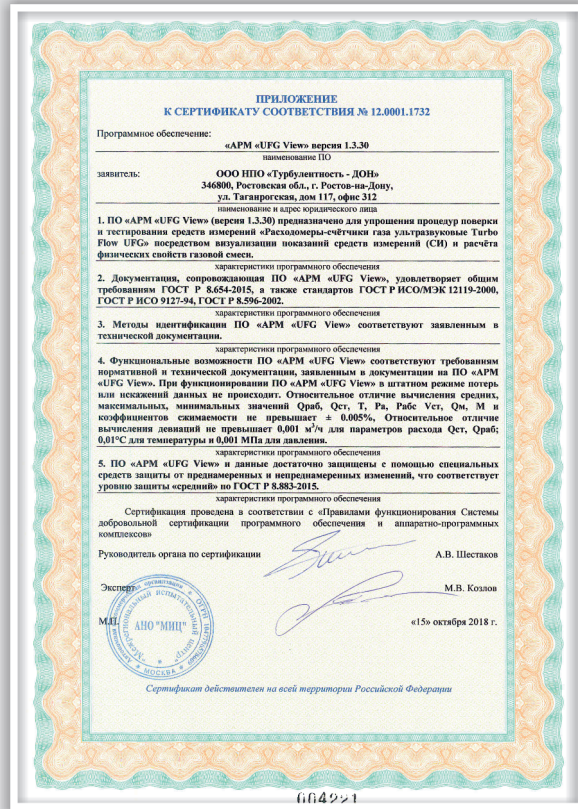 ПРИЛОЖЕНИЕ
К СЕРТИФИКАТУ СООТВЕТСТВИЯ № 12.0001.1732
Программное обеспечение:
«АРМ «UFG View» версия 1.3.30
наименование ПО
заявитель:
ООО НПО «Турбулентность - ДОН»
346800, Ростовская обл., г. Ростов-на-Дону,
ул. Таганрогская, дом 117, офис 312
наименование и адрес юридического лица
1. ПО «АРМ «UFG View» (версия 1.3.30) предназначено для упрощения процедур поверки
и тестирования средств измерений «Расходомеры-счётчики газа ультразвуковые Turbo
Flow UFG» посредством визуализации показаний средств измерений (СИ) и расчёта
физических свойств газовой смеси.
характеристики программного обеспечения
2. Документация, сопровождающая ПО «АРМ «UFG View», удовлетворяет общим
требованиям ГОСТ Р 8.654-2015, а также стандартов ГОСТ Р ИСО/МЭК 12119-2000,
ГОСТ Р ИСО 9127-94, ГОСТ Р 8.596-2002.
характеристики программного обеспечения
3. Методы идентификации ПО «АРМ «UFG View» соответствуют заявленным в
технической документации.
характеристики программного обеспечения
4. Функциональные возможности ПО «АРМ «UFG View» соответствуют требованиям
нормативной и технической документации, заявленным в документации на ПО «АРМ
«UFG View». При функционировании ПО «АРМ «UFG View» в штатном режиме потерь
или искажений данных не происходит. Относительное отличие вычисления средних,
максимальных, минимальных значений Qраб, Qст, Т, Ра, Рабс Vст, Qм, М и
коэффициентов сжимаемости не превышает ± 0.005%, Относительное отличие
вычисления девиаций не превышает 0,001 м³/ч для параметров расхода Qст, Qраб;
0,01°С для температуры и 0,001 МПа для давления.
характеристики программного обеспечения
5. ПО «АРМ «UFG View» и данные достаточно защищены с помощью специальных
средств защиты от преднамеренных и непреднамеренных изменений, что соответствует
уровню защиты «средний» по ГОСТ Р 8.883-2015.
характеристики программного обеспечения
Сертификация проведена в соответствии с «Правилами функционирования Системы
добровольной сертификации программного обеспечения и аппаратно-программных
комплексов»
Руководитель органа по сертификации
А.В. Шестаков
Эксперт
М.В. Козлов
М.П.
АНО "МИЦ"
МОСКВА
«15» октября 2018 г.
Сертификат действителен на всей территории Российской Федерации